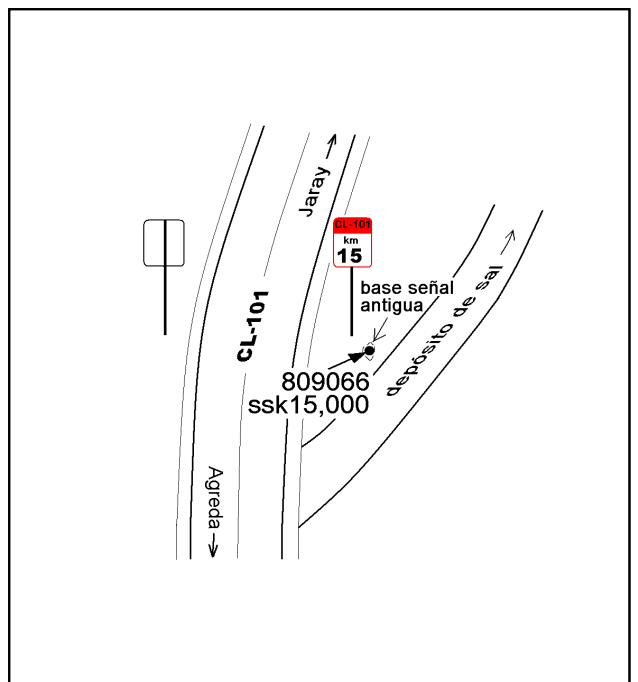 Jaray
CL-101
km
15
base señal
antigua
CL-101
depósito de sal
809066
ssk15,000
Agreda